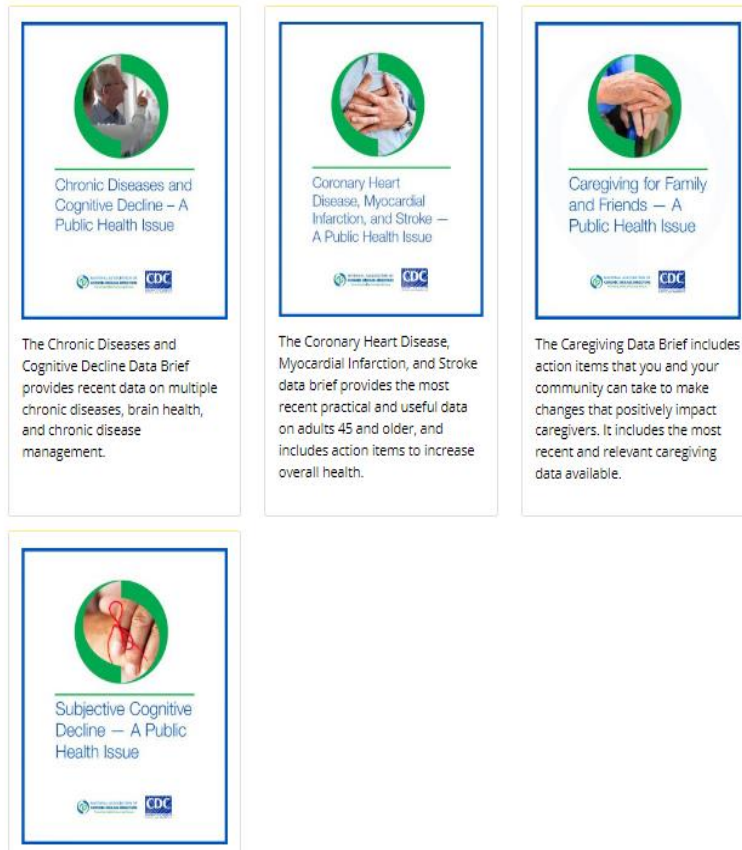 Chronic Diseases and
Cognitive Decline – A
Public Health Issue
CDC
The Chronic Diseases and
Cognitive Decline Data Brief
provides recent data on multiple
chronic diseases, brain health,
and chronic disease
management.
Coronary Heart
Disease, Myocardial
Infarction, and Stroke —
A Public Health Issue
CDC
The Coronary Heart Disease,
Myocardial Infarction, and Stroke
data brief provides the most
recent practical and useful data
on adults 45 and older, and
includes action items to increase
overall health.
Caregiving for Family
and Friends — A
Public Health Issue
CDC
The Caregiving Data Brief includes
action items that you and your
community can take to make
changes that positively impact
caregivers. It includes the most
recent and relevant caregiving
data available.
Subjective Cognitive
Decline — A Public
Health Issue
CDC